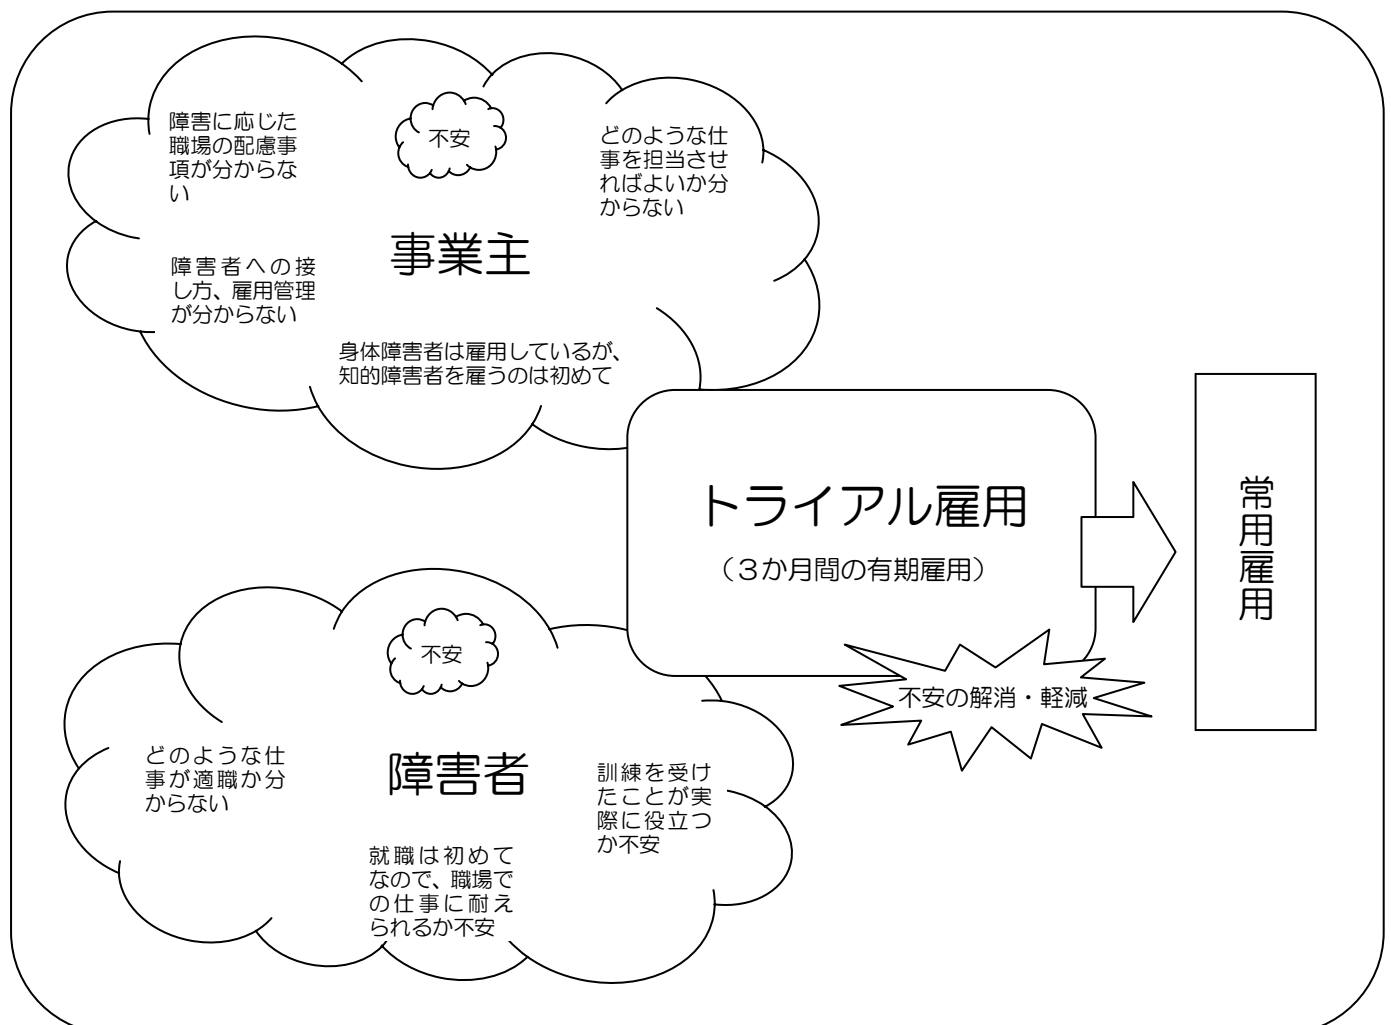 障害に応じた
職場の配慮事
項が分からな
い
不安
どのような仕
事を担当させ
ればよいか分
からない
事業主
障害者への接
し方、雇用管理
が分からない
身体障害者は雇用しているが、
知的障害者を雇うのは初めて
トライアル雇用
（３か月間の有期雇用）
常用雇用
不安の解消・軽減
不安
障害者
どのような仕
事が適職か分
からない
訓練を受け
たことが実
際に役立つ
か不安
就職は初めて
なので、職場で
の仕事に耐え
られるか不安